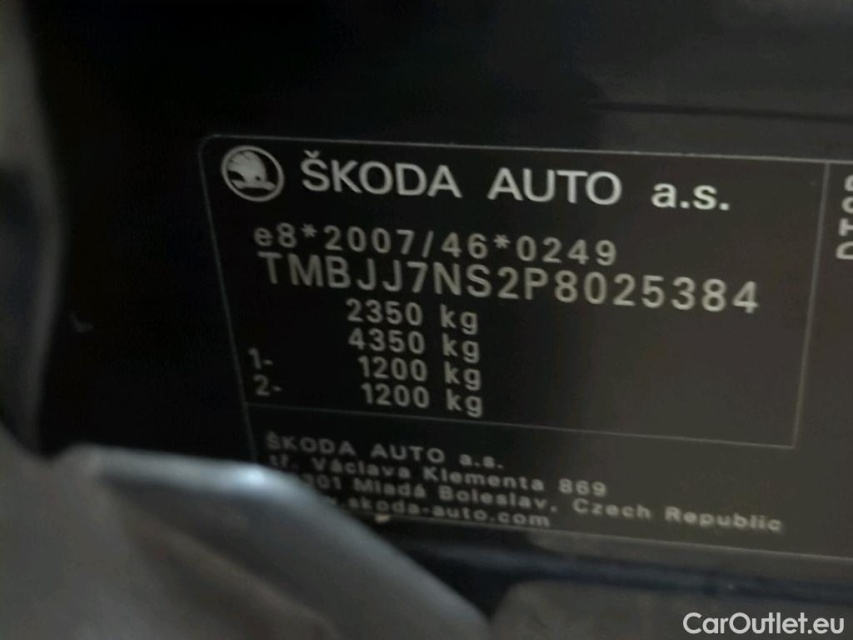 ŠKODA AUTO a.s.
e8*2007/46*0249
TMBJJ7NS2P8025384
2350 kg
4350 kg
1- 1200 kg
2- 1200 kg
ŠKODA AUTO a.s.
tř. Václava Klementa 869
301 Mladá Boleslav, Czech Republic
.skoda-auto.com
CarOutlet.eu